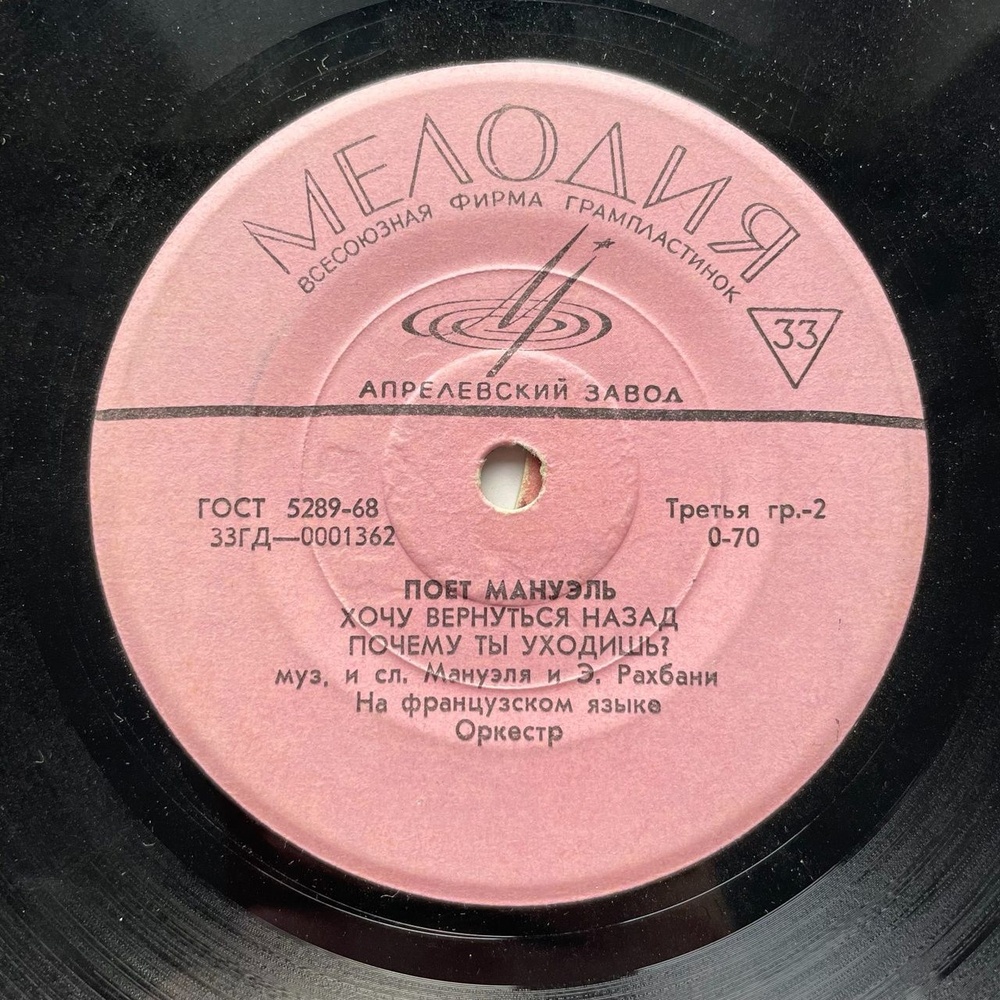 МЕЛОДИЯ
ВСЕСОЮЗНАЯ ФИРМА ГРАМПЛАСТИНОК
33
АПРЕЛЕВСКИЙ ЗАВОД
ГОСТ 5289-68
33ГД—0001362
Третья гр.-2
0-70
ПОЕТ МАНУЭЛЬ
ХОЧУ ВЕРНУТЬСЯ НАЗАД
ПОЧЕМУ ТЫ УХОДИШЬ?
муз. и сл. Мануэля и Э. Рахбани
На французском языке
Оркестр